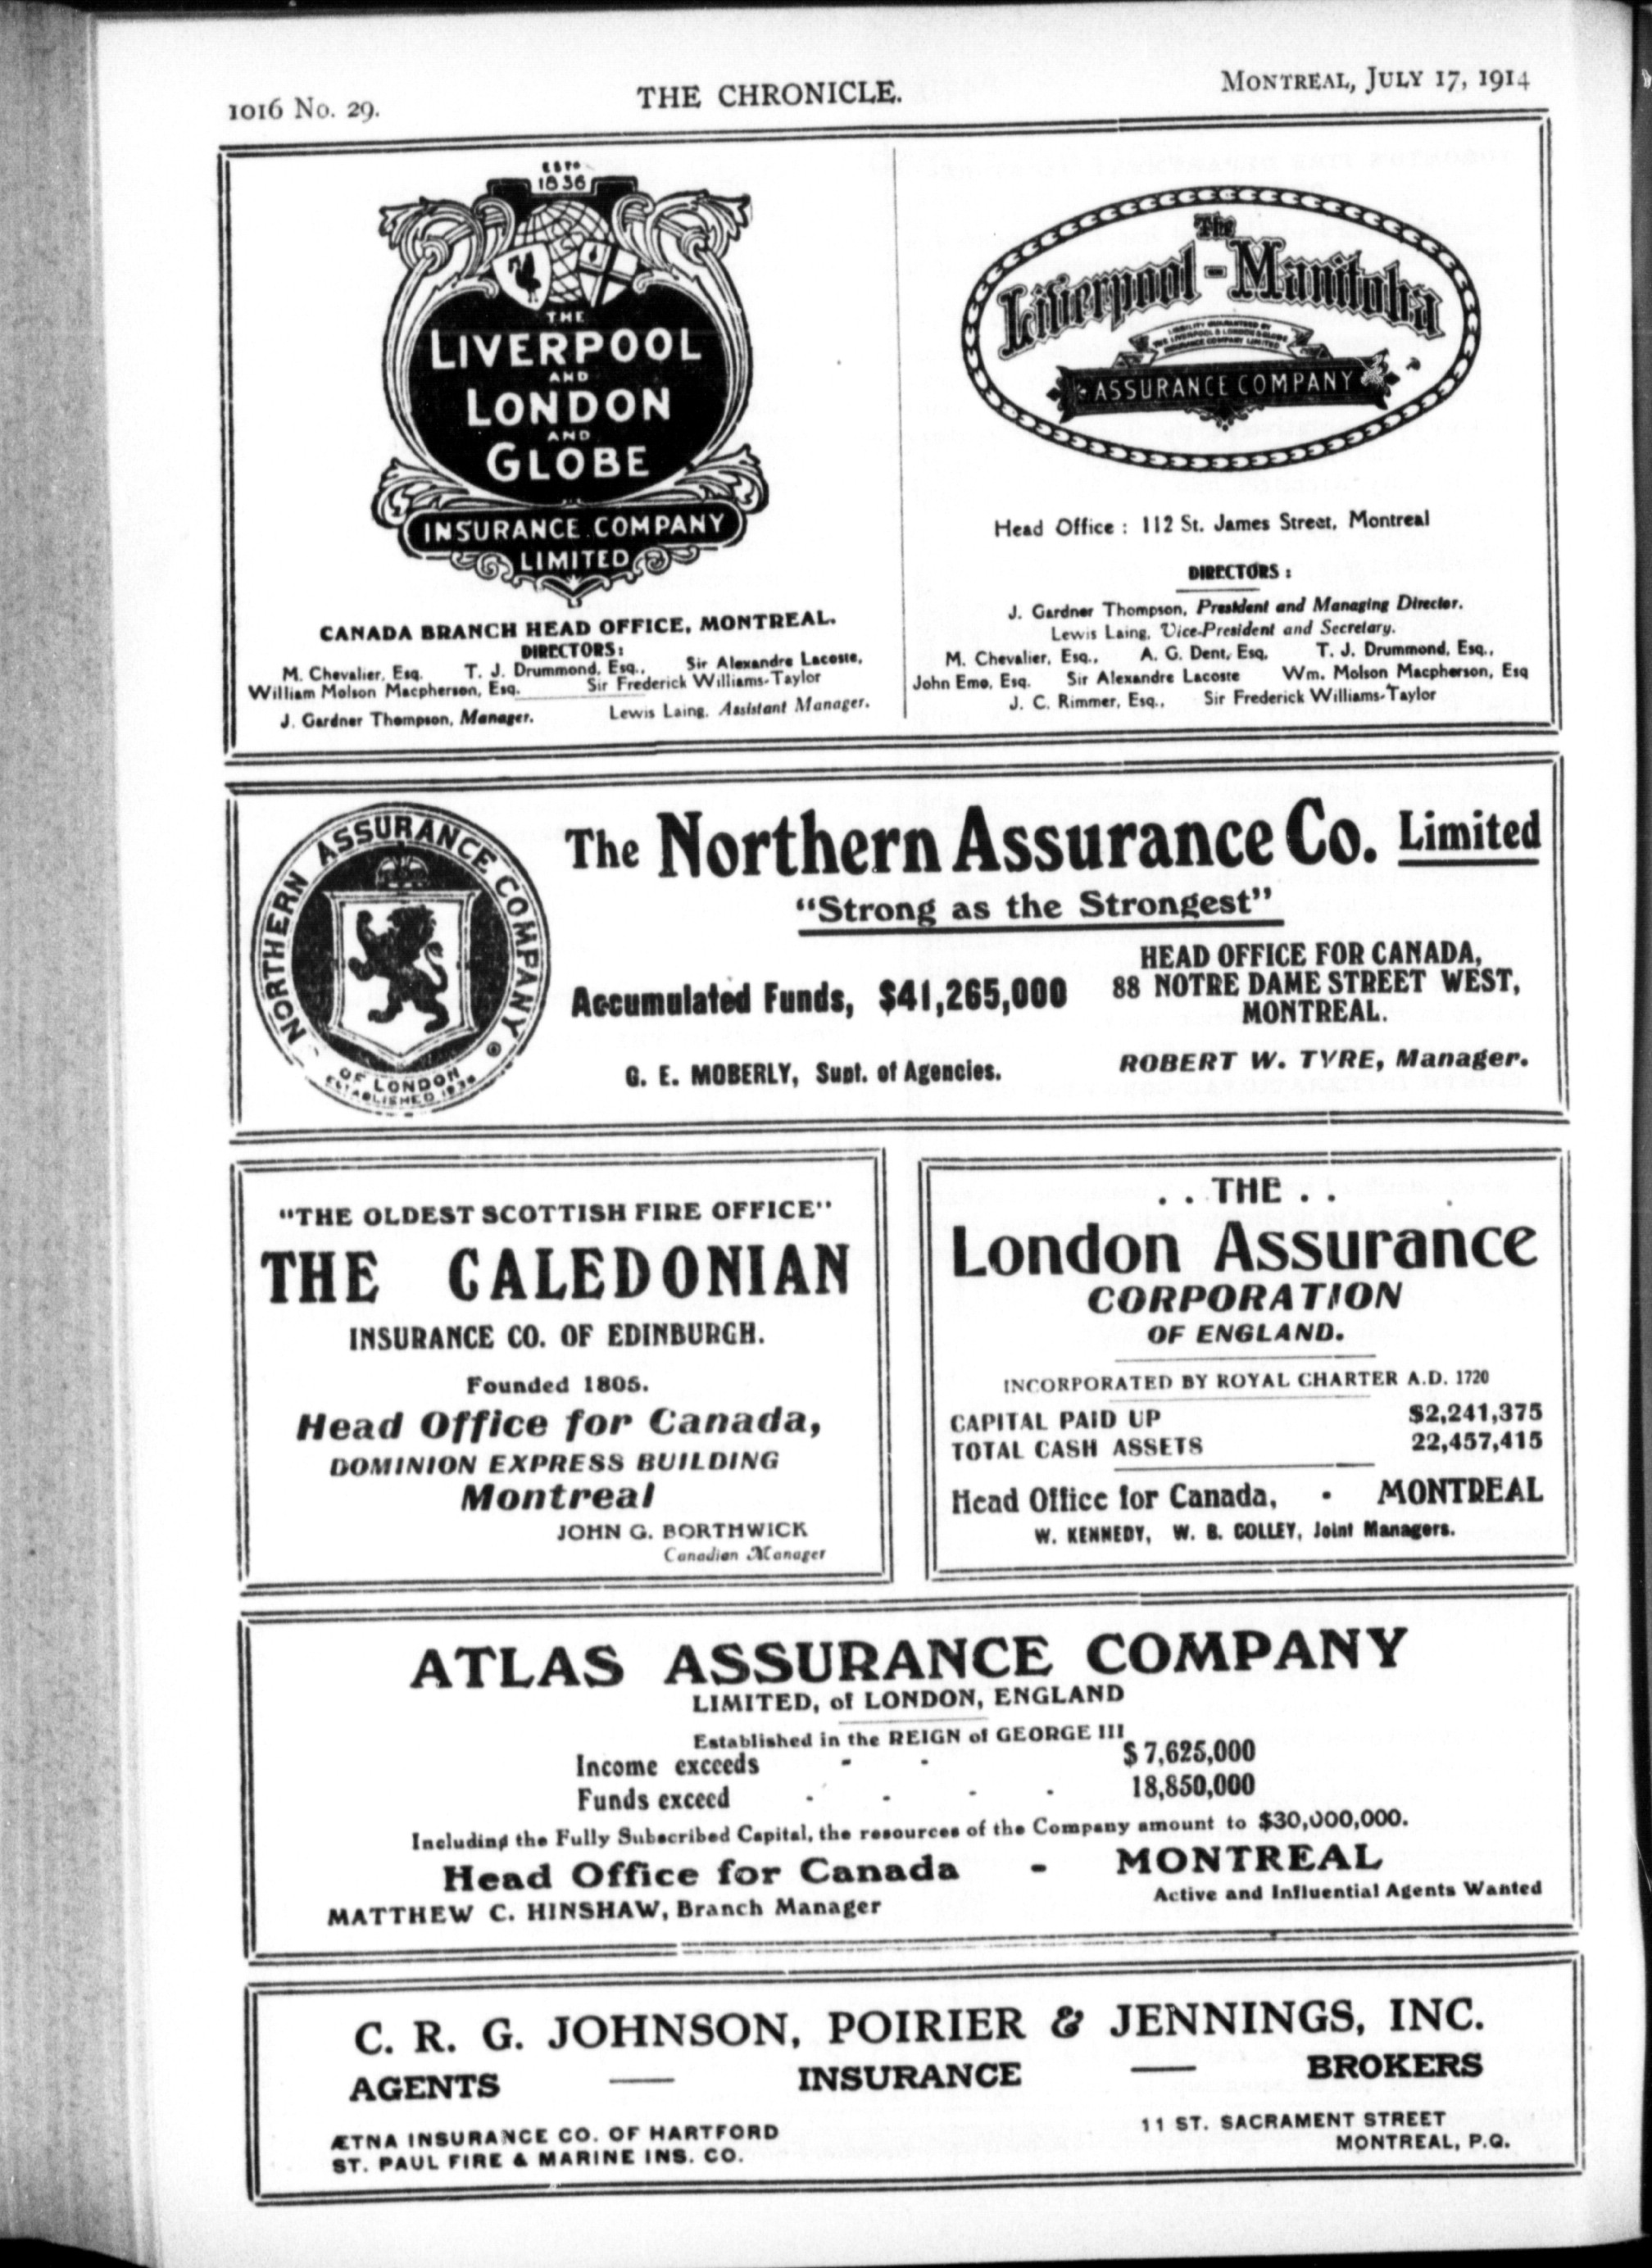 1016 No. 29.
THE CHRONICLE.
MONTREAL, JULY 17, 1914
ESTD
1836
THE
LIVERPOOL
AND
LONDON
AND
GLOBE
INSURANCE COMPANY
LIMITED
CANADA BRANCH HEAD OFFICE, MONTREAL.
DIRECTORS:
M. Chevalier, Esq. T. J. Drummond, Esq., Sir Alexandre Lacoste,
William Molson Macpherson, Esq. Sir Frederick Williams-Taylor
J. Gardner Thompson, Manager. Lewis Laing, Assistant Manager.
The
Liverpool-Manitoba
LIABILITY GUARANTEED BY
THE LIVERPOOL & LONDON & GLOBE
INSURANCE COMPANY LIMITED
ASSURANCE COMPANY
Head Office : 112 St. James Street, Montreal
DIRECTORS :
J. Gardner Thompson, President and Managing Director.
Lewis Laing, Vice-President and Secretary.
M. Chevalier, Esq., A. G. Dent, Esq. T. J. Drummond, Esq.,
John Emo, Esq. Sir Alexandre Lacoste Wm. Molson Macpherson, Esq
J. C. Rimmer, Esq., Sir Frederick Williams-Taylor
NORTHERN ASSURANCE COMPANY
OF LONDON
ESTABLISHED 1836
The Northern Assurance Co. Limited
"Strong as the Strongest"
Accumulated Funds, $41,265,000
HEAD OFFICE FOR CANADA,
88 NOTRE DAME STREET WEST,
MONTREAL.
G. E. MOBERLY, Supt. of Agencies.
ROBERT W. TYRE, Manager.
"THE OLDEST SCOTTISH FIRE OFFICE"
THE CALEDONIAN
INSURANCE CO. OF EDINBURGH.
Founded 1805.
Head Office for Canada,
DOMINION EXPRESS BUILDING
Montreal
JOHN G. BORTHWICK
Canadian Manager
. . THE . .
London Assurance
CORPORATION
OF ENGLAND.
INCORPORATED BY ROYAL CHARTER A.D. 1720
CAPITAL PAID UP $2,241,375
TOTAL CASH ASSETS 22,457,415
Head Office for Canada, - MONTREAL
W. KENNEDY, W. B. COLLEY, Joint Managers.
ATLAS ASSURANCE COMPANY
LIMITED, of LONDON, ENGLAND
Established in the REIGN of GEORGE III
Income exceeds - - $ 7,625,000
Funds exceed - - - - 18,850,000
Including the Fully Subscribed Capital, the resources of the Company amount to $30,000,000.
Head Office for Canada - MONTREAL
MATTHEW C. HINSHAW, Branch Manager
Active and Influential Agents Wanted
C. R. G. JOHNSON, POIRIER & JENNINGS, INC.
AGENTS — INSURANCE — BROKERS
ÆTNA INSURANCE CO. OF HARTFORD
ST. PAUL FIRE & MARINE INS. CO.
11 ST. SACRAMENT STREET
MONTREAL, P.Q.